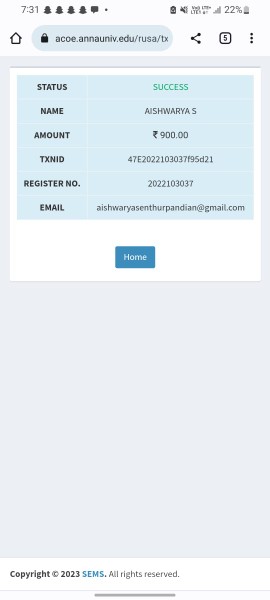 7:31
22%
acoe.annauniv.edu/rusa/tx
5
STATUS SUCCESS
NAME AISHWARYA S
AMOUNT ₹ 900.00
TXNID 47E2022103037f95d21
REGISTER NO. 2022103037
EMAIL aishwaryasenthurpandian@gmail.com
Home
Copyright © 2023 SEMS. All rights reserved.